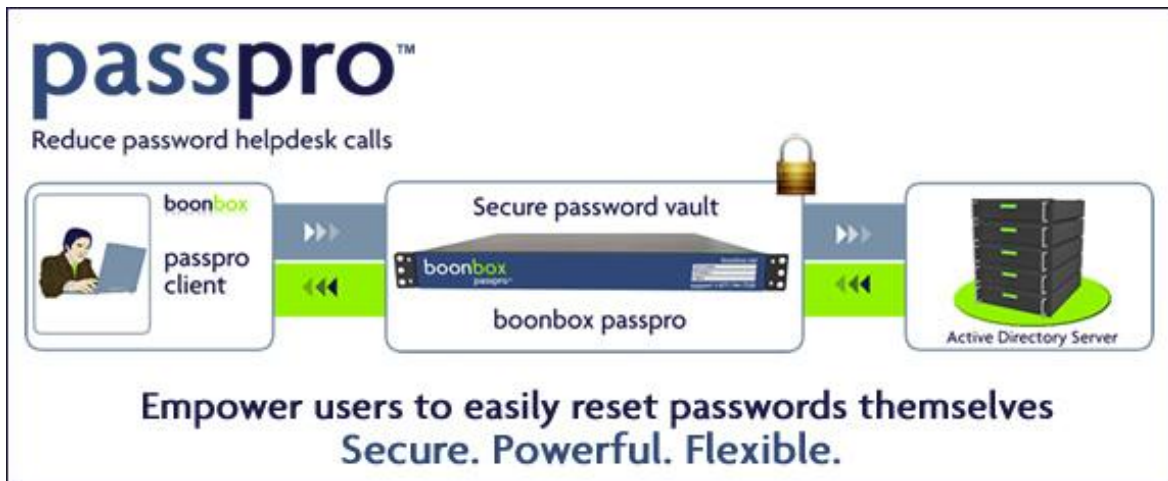 passpro™
Reduce password helpdesk calls
boonbox
passpro
client
Secure password vault
boonbox
passpro
boonbox passpro
Active Directory Server
Empower users to easily reset passwords themselves
Secure. Powerful. Flexible.